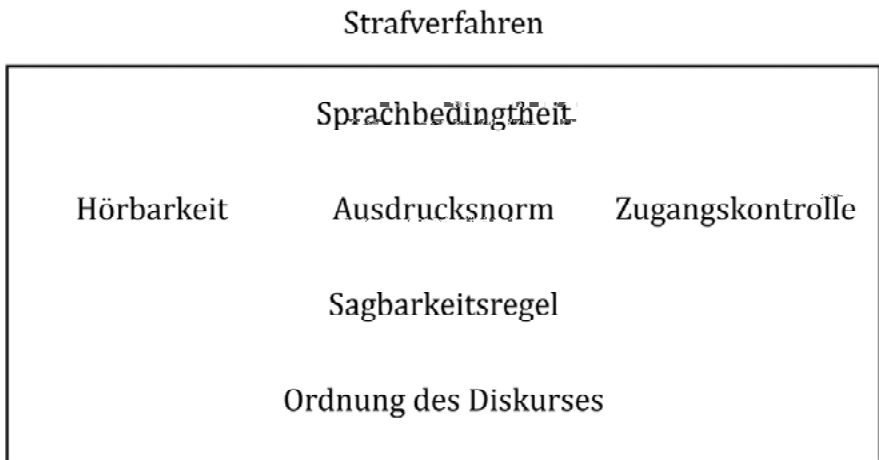 Strafverfahren
Sprachbedingtheit
Hörbarkeit Ausdrucksnorm Zugangskontrolle
Sagbarkeitsregel
Ordnung des Diskurses